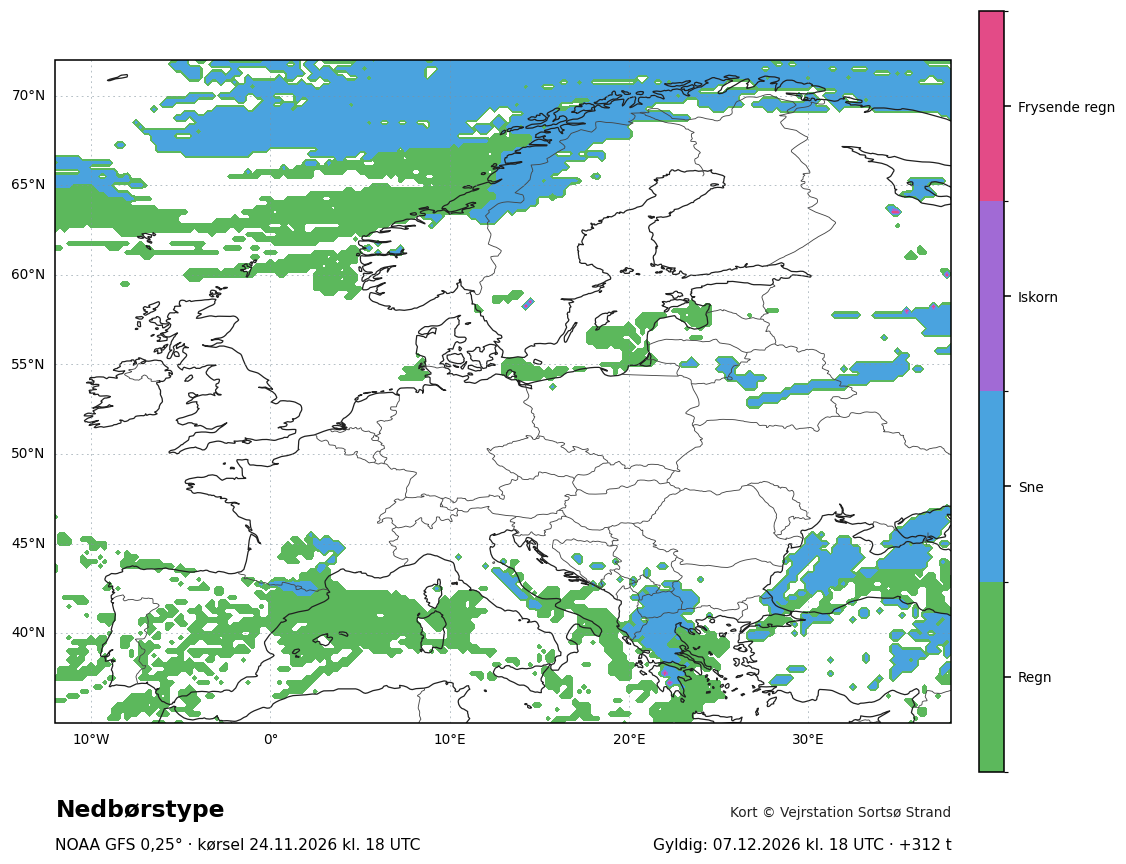 70°N
65°N
60°N
55°N
50°N
45°N
40°N
10°W
0°
10°E
20°E
30°E
Frysende regn
Iskorn
Sne
Regn
Nedbørstype
Kort © Vejrstation Sortsø Strand
NOAA GFS 0,25° · kørsel 24.11.2026 kl. 18 UTC
Gyldig: 07.12.2026 kl. 18 UTC · +312 t